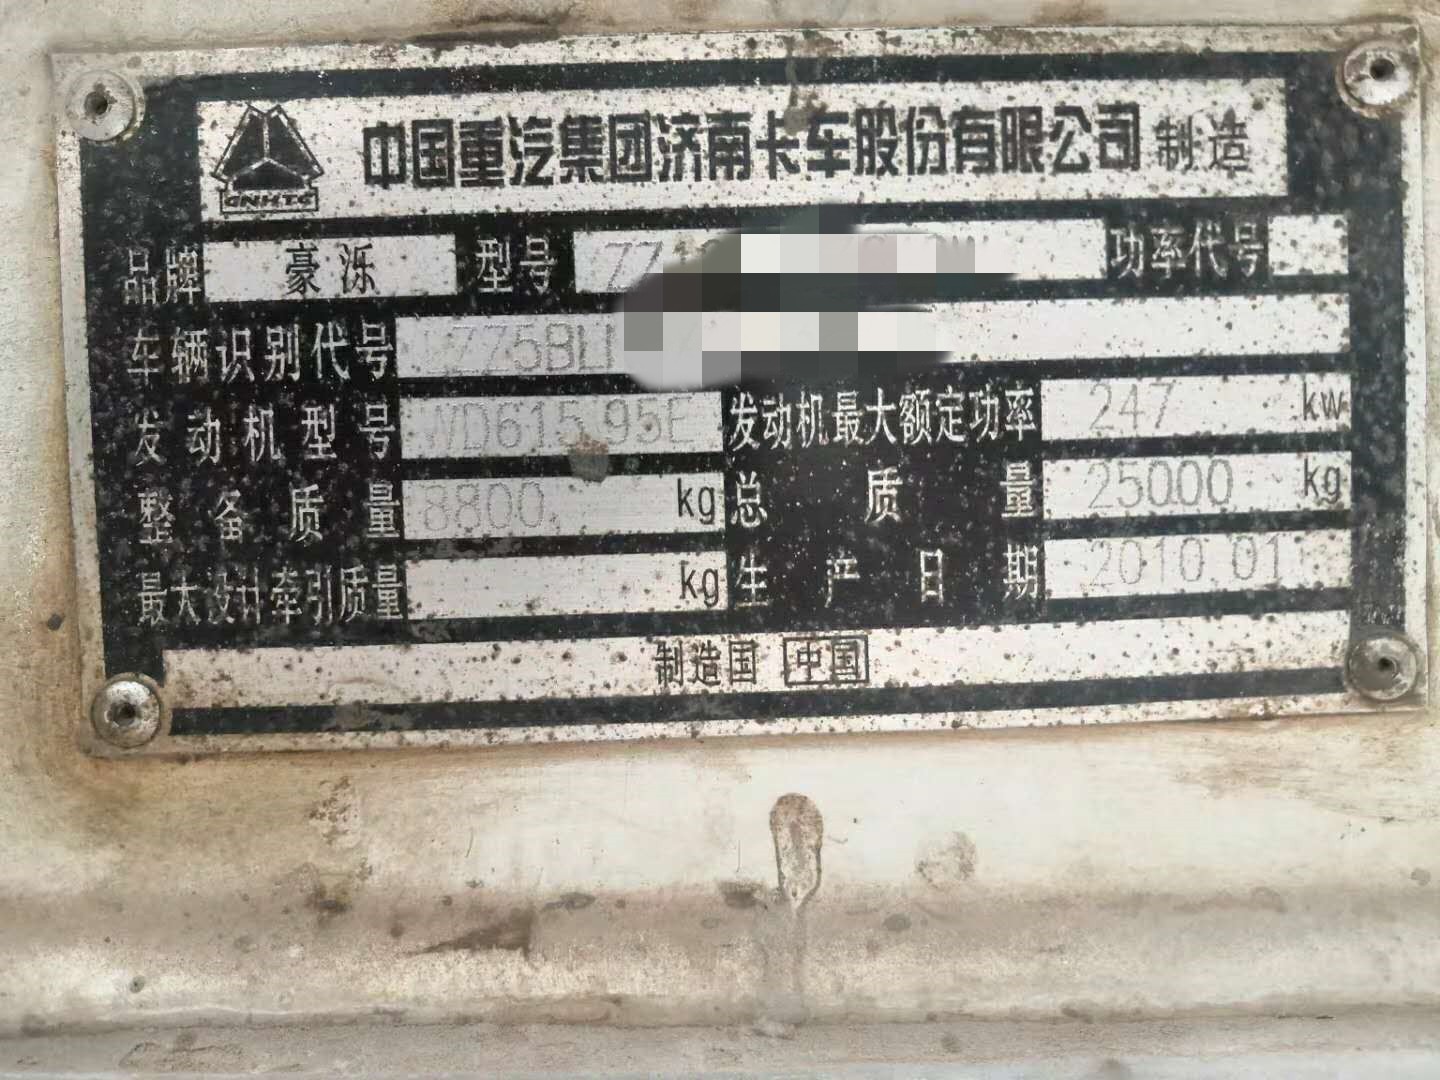 CNHTC 中国重汽集团济南卡车股份有限公司 制造
品牌 豪泺 型号 ZZ 功率代号
车辆识别代号 LZZ5BLI
发动机型号 WD615.95E 发动机最大额定功率 247 kw
整备质量 8800 kg 总质量 25000 kg
最大设计牵引质量 kg 生产日期 2010 01
制造国 中国